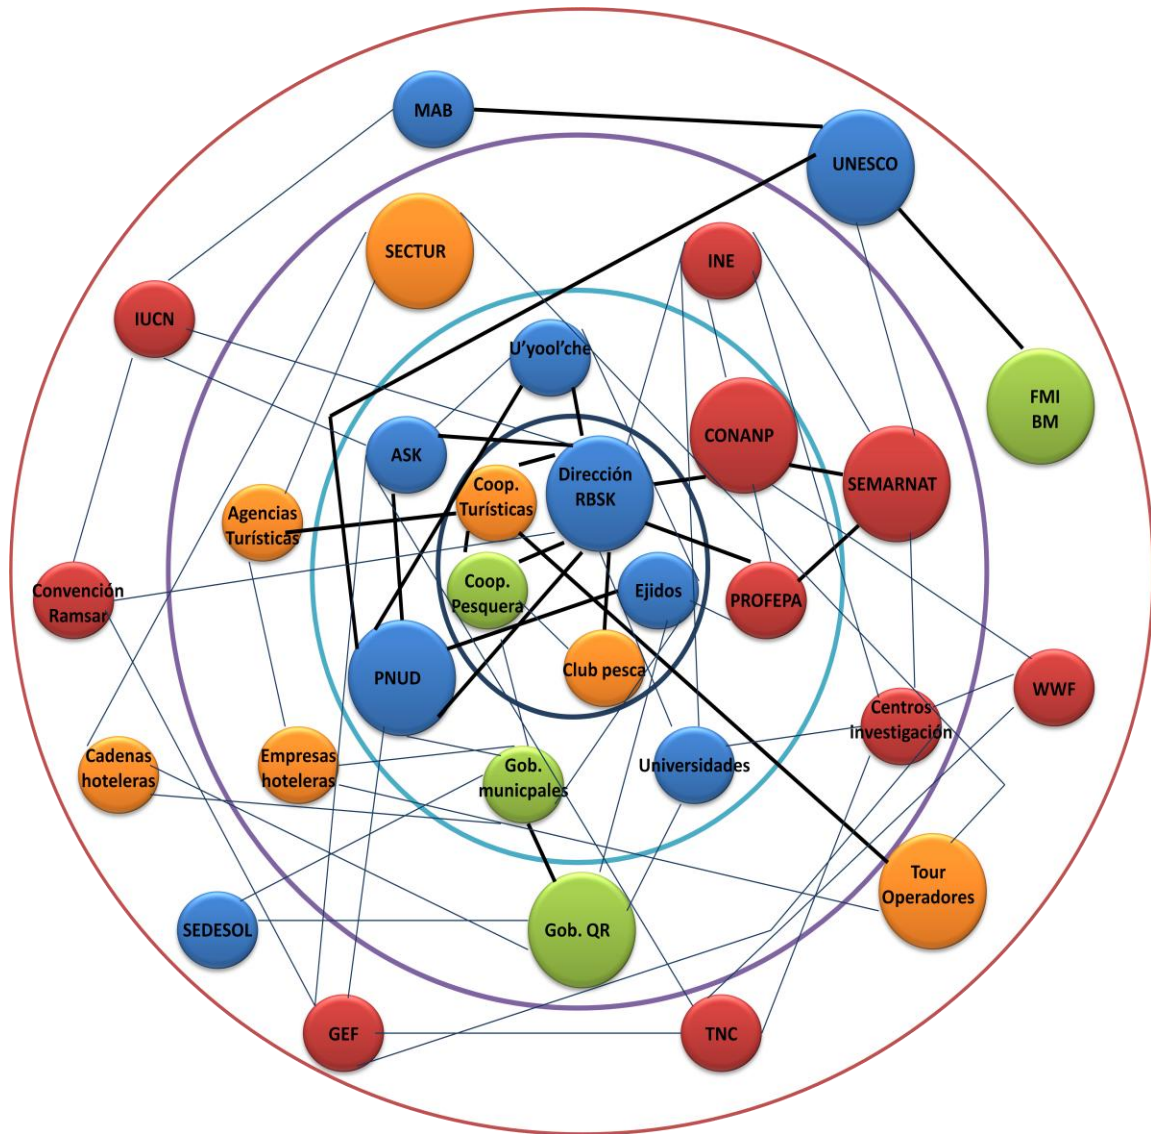 MAB
UNESCO
SECTUR
INE
IUCN
U'yool'che
FMI
BM
CONANP
ASK
Dirección
RBSK
SEMARNAT
Coop.
Turísticas
Agencias
Turísticas
Coop.
Pesquera
Ejidos
PROFEPA
Convención
Ramsar
Club pesca
PNUD
WWF
Centros
investigación
Cadenas
hoteleras
Empresas
hoteleras
Gob.
municpales
Universidades
Tour
Operadores
SEDESOL
Gob. QR
GEF
TNC